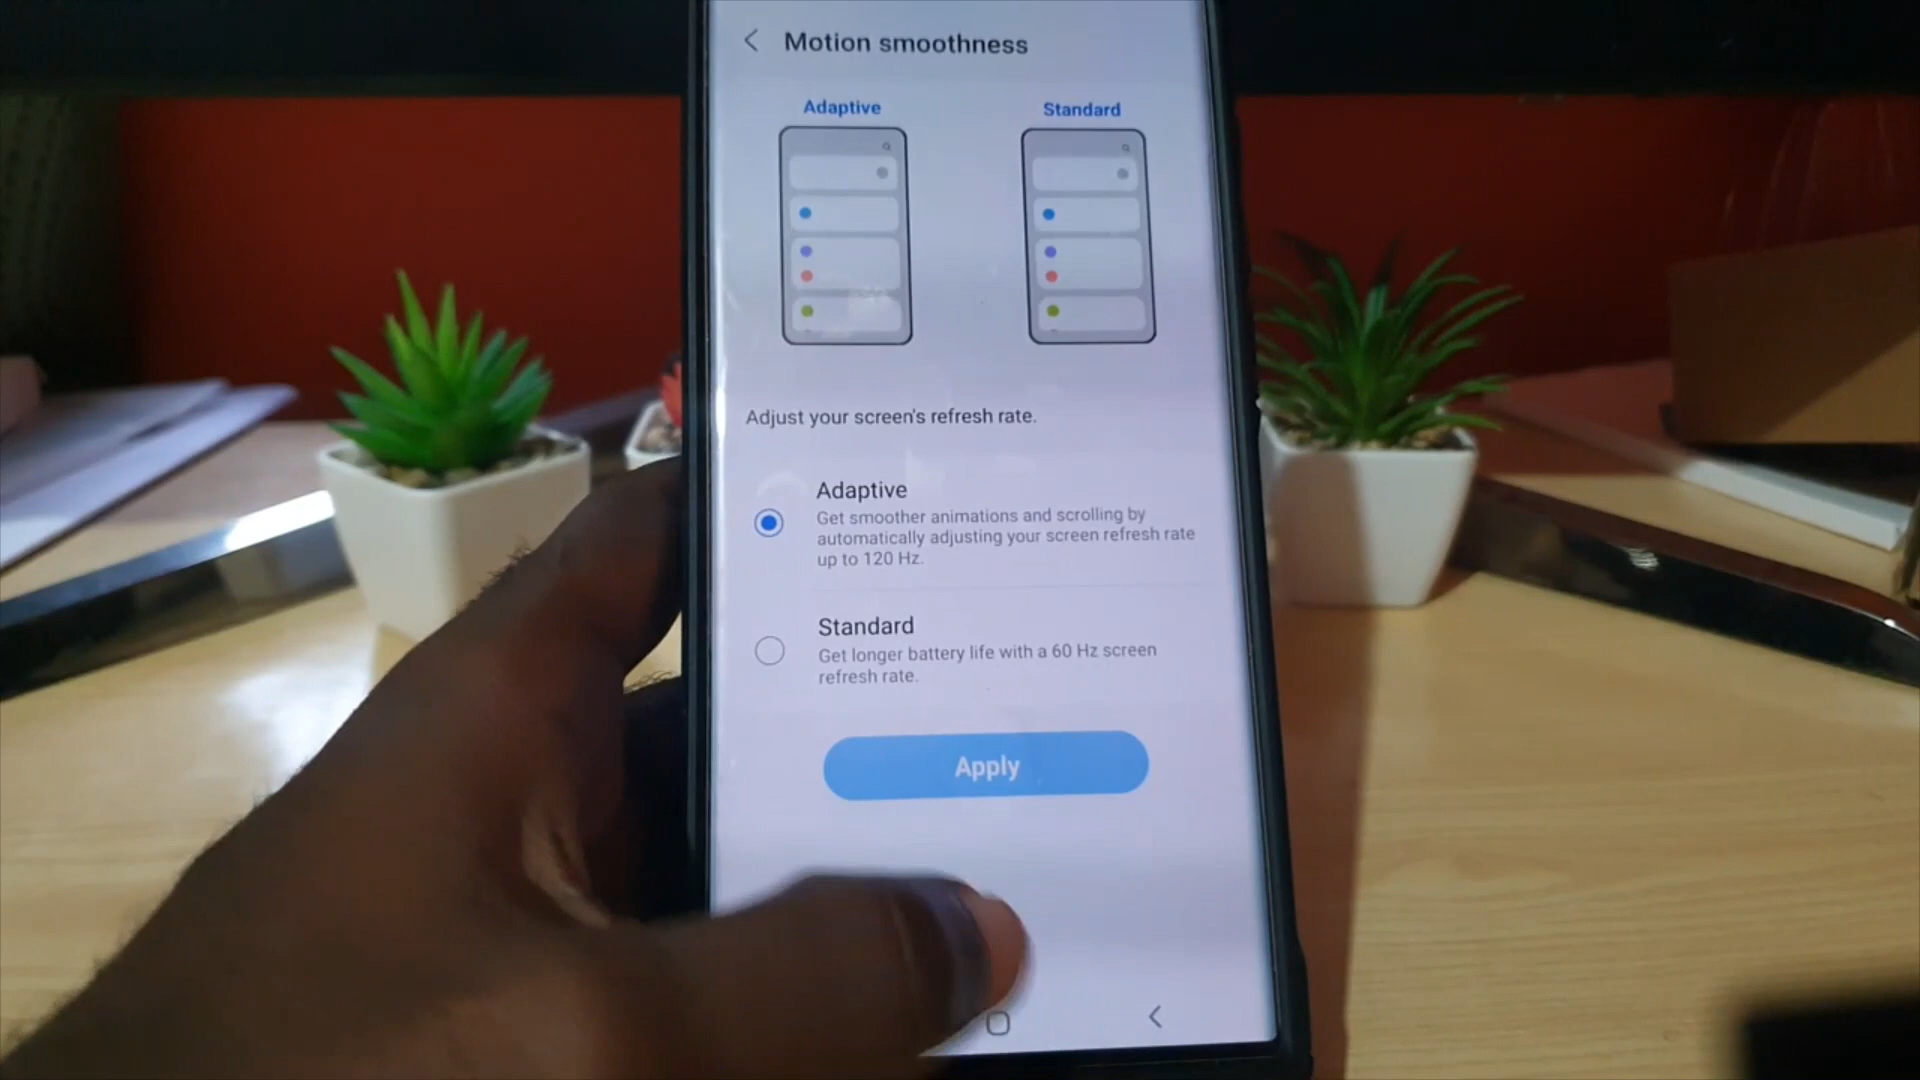 Motion smoothness
Adaptive
Standard
Adjust your screen's refresh rate.
Adaptive
Get smoother animations and scrolling by
automatically adjusting your screen refresh rate
up to 120 Hz.
Standard
Get longer battery life with a 60 Hz screen
refresh rate.
Apply